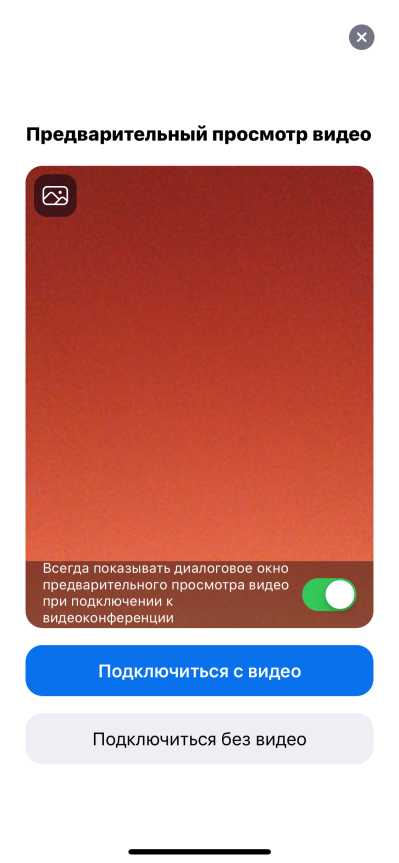 Предварительный просмотр видео
Всегда показывать диалоговое окно
предварительного просмотра видео
при подключении к
видеоконференции
Подключиться с видео
Подключиться без видео